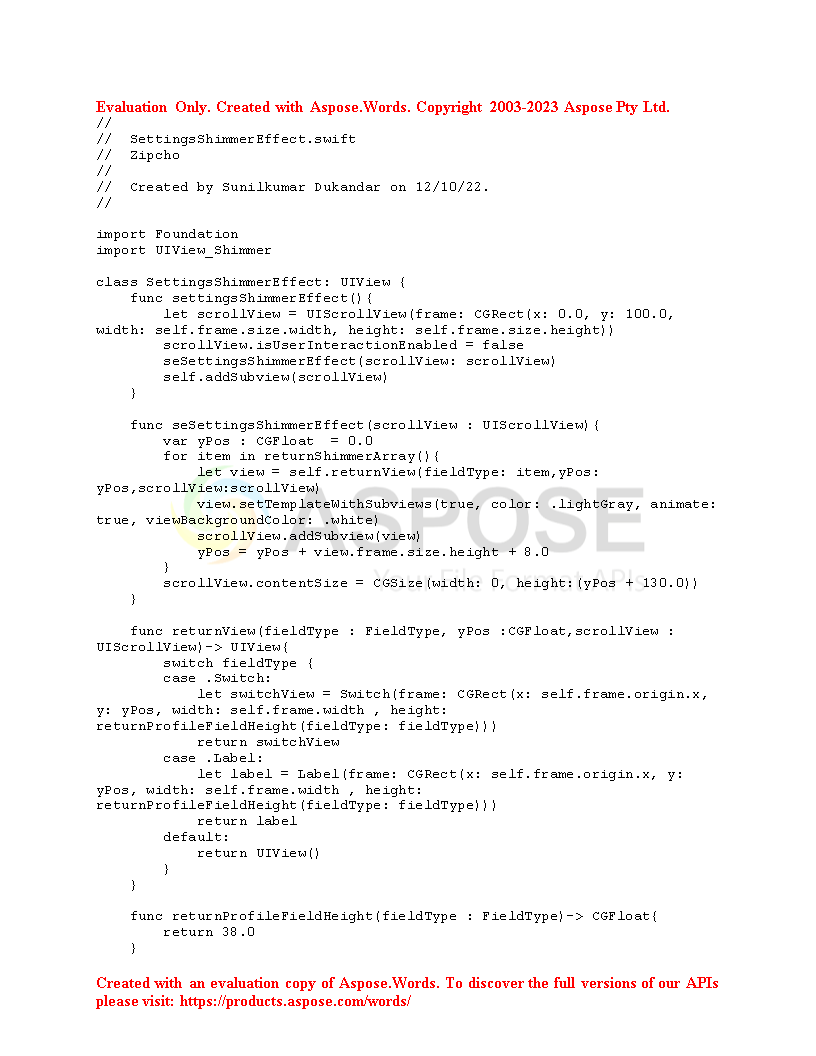 Evaluation Only. Created with Aspose.Words. Copyright 2003-2023 Aspose Pty Ltd.
//
//  SettingsShimmerEffect.swift
//  Zipcho
//
//  Created by Sunilkumar Dukandar on 12/10/22.
//

import Foundation
import UIView_Shimmer

class SettingsShimmerEffect: UIView {
    func settingsShimmerEffect(){
        let scrollView = UIScrollView(frame: CGRect(x: 0.0, y: 100.0,
width: self.frame.size.width, height: self.frame.size.height))
        scrollView.isUserInteractionEnabled = false
        seSettingsShimmerEffect(scrollView: scrollView)
        self.addSubview(scrollView)
    }

    func seSettingsShimmerEffect(scrollView : UIScrollView){
        var yPos : CGFloat  = 0.0
        for item in returnShimmerArray(){
            let view = self.returnView(fieldType: item,yPos:
yPos,scrollView:scrollView)
            view.setTemplateWithSubviews(true, color: .lightGray, animate:
true, viewBackgroundColor: .white)
            scrollView.addSubview(view)
            yPos = yPos + view.frame.size.height + 8.0
        }
        scrollView.contentSize = CGSize(width: 0, height:(yPos + 130.0))
    }

    func returnView(fieldType : FieldType, yPos :CGFloat,scrollView :
UIScrollView)-> UIView{
        switch fieldType {
        case .Switch:
            let switchView = Switch(frame: CGRect(x: self.frame.origin.x,
y: yPos, width: self.frame.width , height:
returnProfileFieldHeight(fieldType: fieldType)))
            return switchView
        case .Label:
            let label = Label(frame: CGRect(x: self.frame.origin.x, y:
yPos, width: self.frame.width , height:
returnProfileFieldHeight(fieldType: fieldType)))
            return label
        default:
            return UIView()
        }
    }

    func returnProfileFieldHeight(fieldType : FieldType)-> CGFloat{
        return 38.0
    }
ASPOSE
Your File Format APIs
Created with an evaluation copy of Aspose.Words. To discover the full versions of our APIs
please visit: https://products.aspose.com/words/